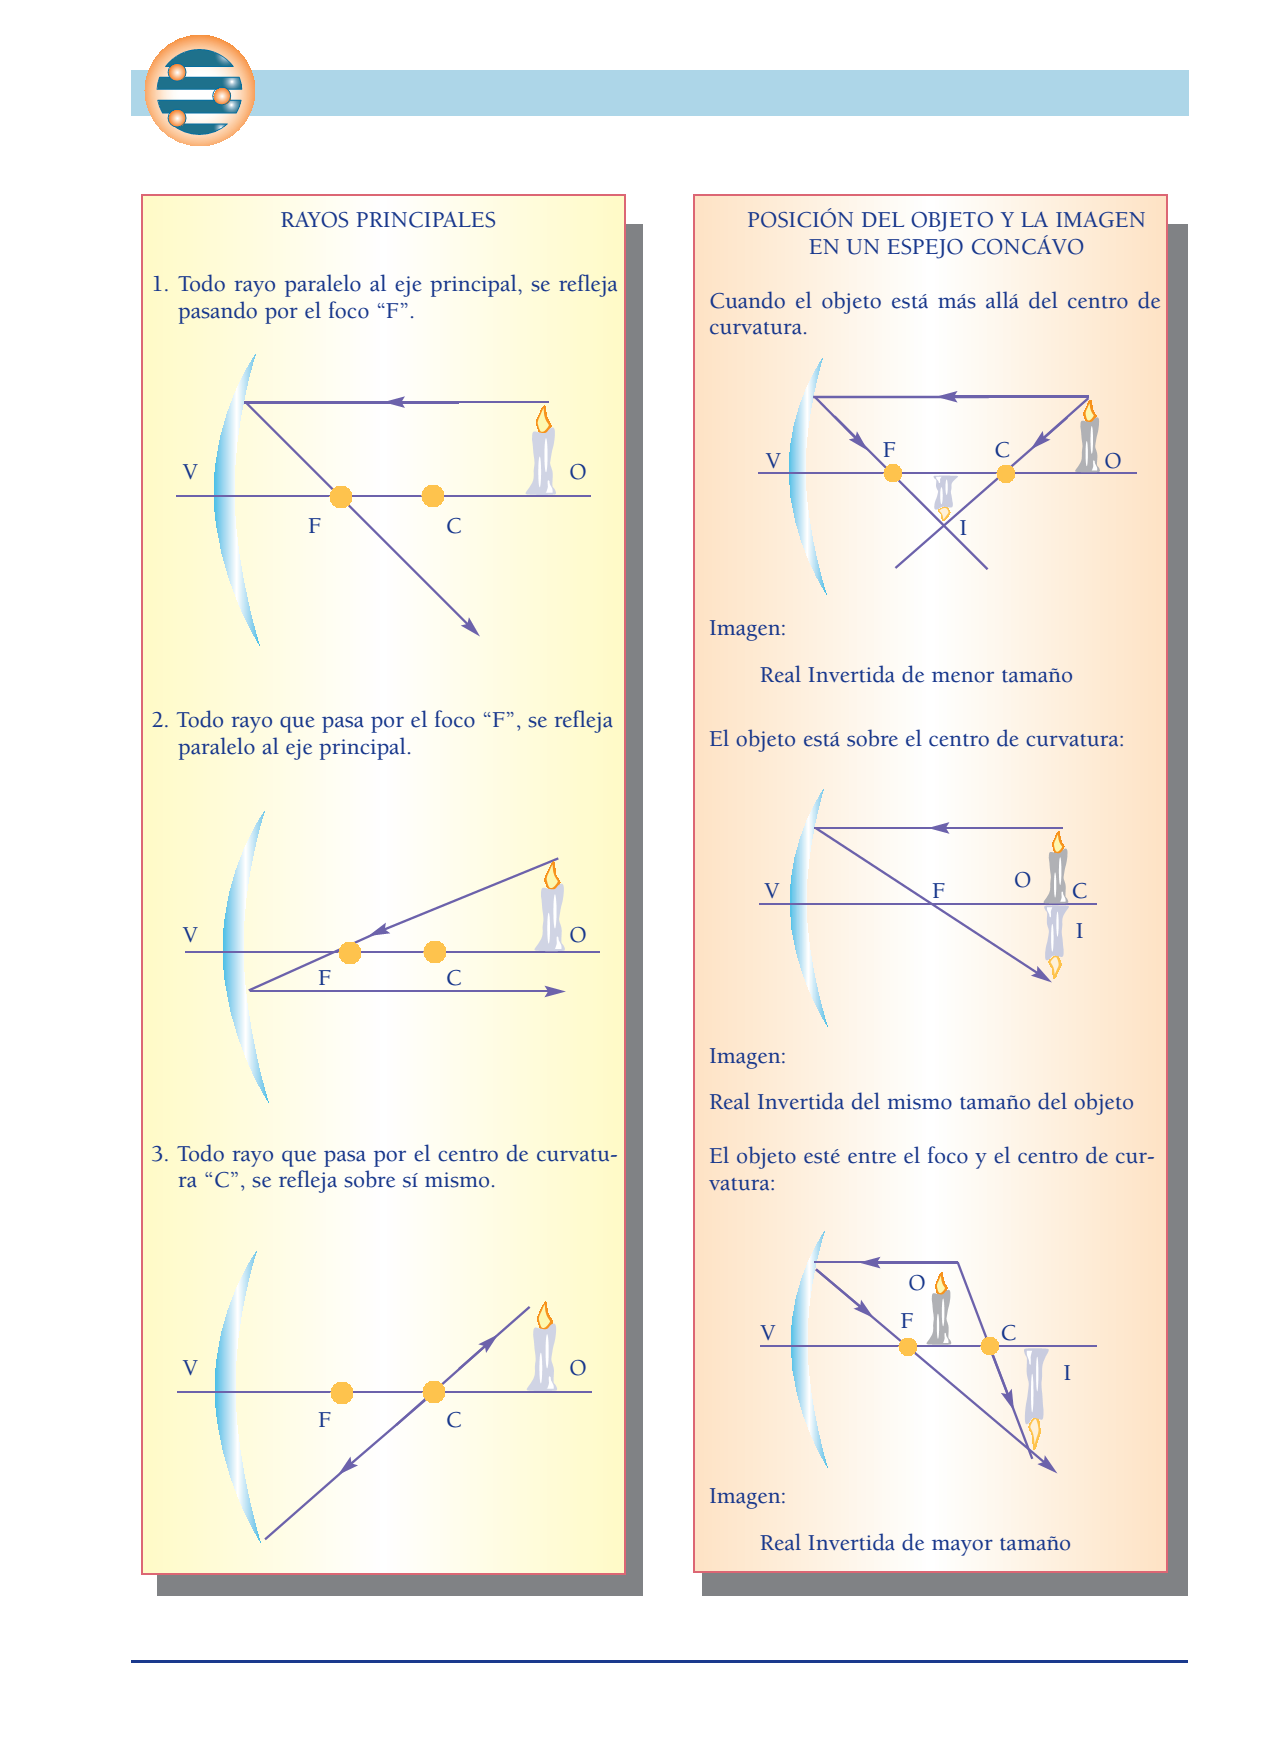 RAYOS PRINCIPALES
1. Todo rayo paralelo al eje principal, se refleja
pasando por el foco “F”.
V
O
F
C
2. Todo rayo que pasa por el foco “F”, se refleja
paralelo al eje principal.
V
O
F
C
3. Todo rayo que pasa por el centro de curvatu-
ra “C”, se refleja sobre sí mismo.
V
O
F
C
POSICIÓN DEL OBJETO Y LA IMAGEN
EN UN ESPEJO CONCÁVO
Cuando el objeto está más allá del centro de
curvatura.
F
C
V
O
I
Imagen:
Real Invertida de menor tamaño
El objeto está sobre el centro de curvatura:
O
V
F
C
I
Imagen:
Real Invertida del mismo tamaño del objeto
El objeto esté entre el foco y el centro de cur-
vatura:
O
F
V
C
I
Imagen:
Real Invertida de mayor tamaño